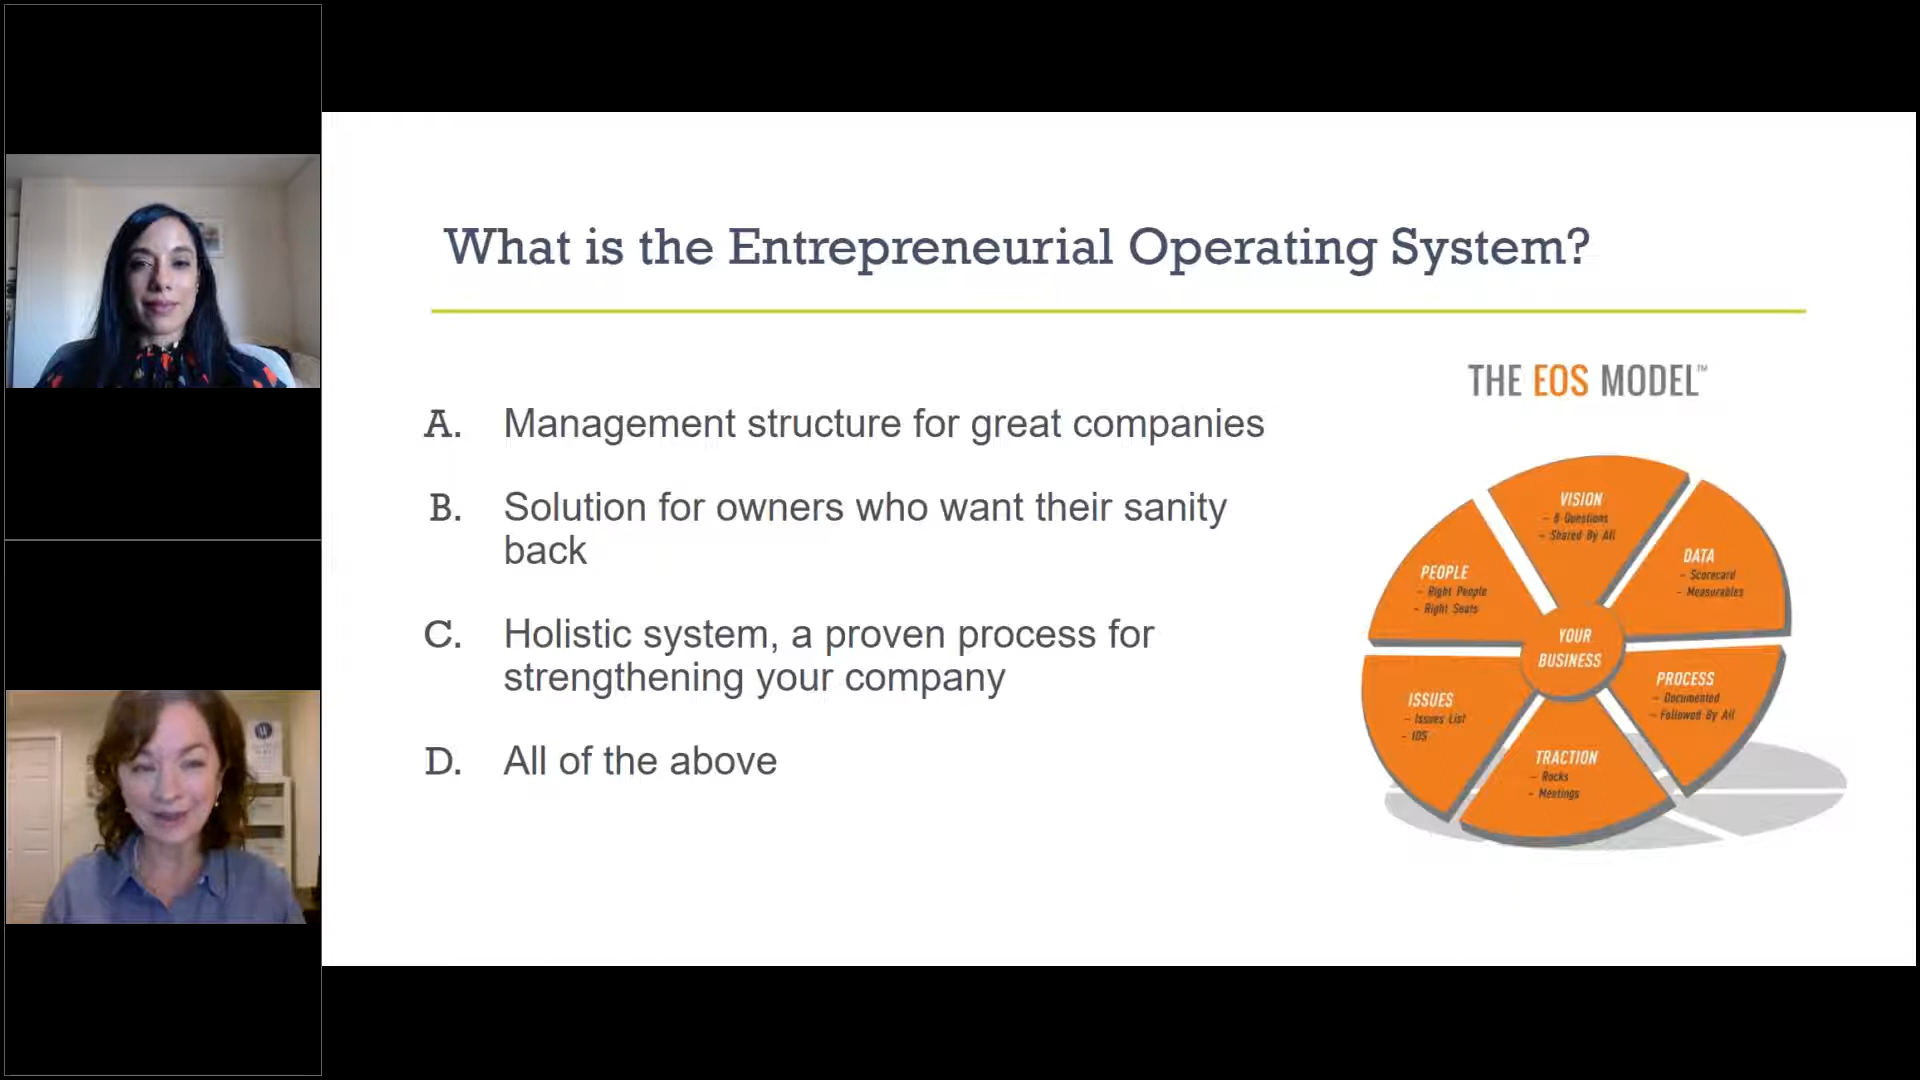 What is the Entrepreneurial Operating System?
A. Management structure for great companies
B. Solution for owners who want their sanity
back
C. Holistic system, a proven process for
strengthening your company
D. All of the above
THE EOS MODEL™
VISION
- 8 Questions
- Shared By All
DATA
- Scorecard
- Measurables
PEOPLE
- Right People
- Right Seats
YOUR
BUSINESS
PROCESS
- Documented
- Followed By All
ISSUES
- Issues List
- IDS
TRACTION
- Rocks
- Meetings